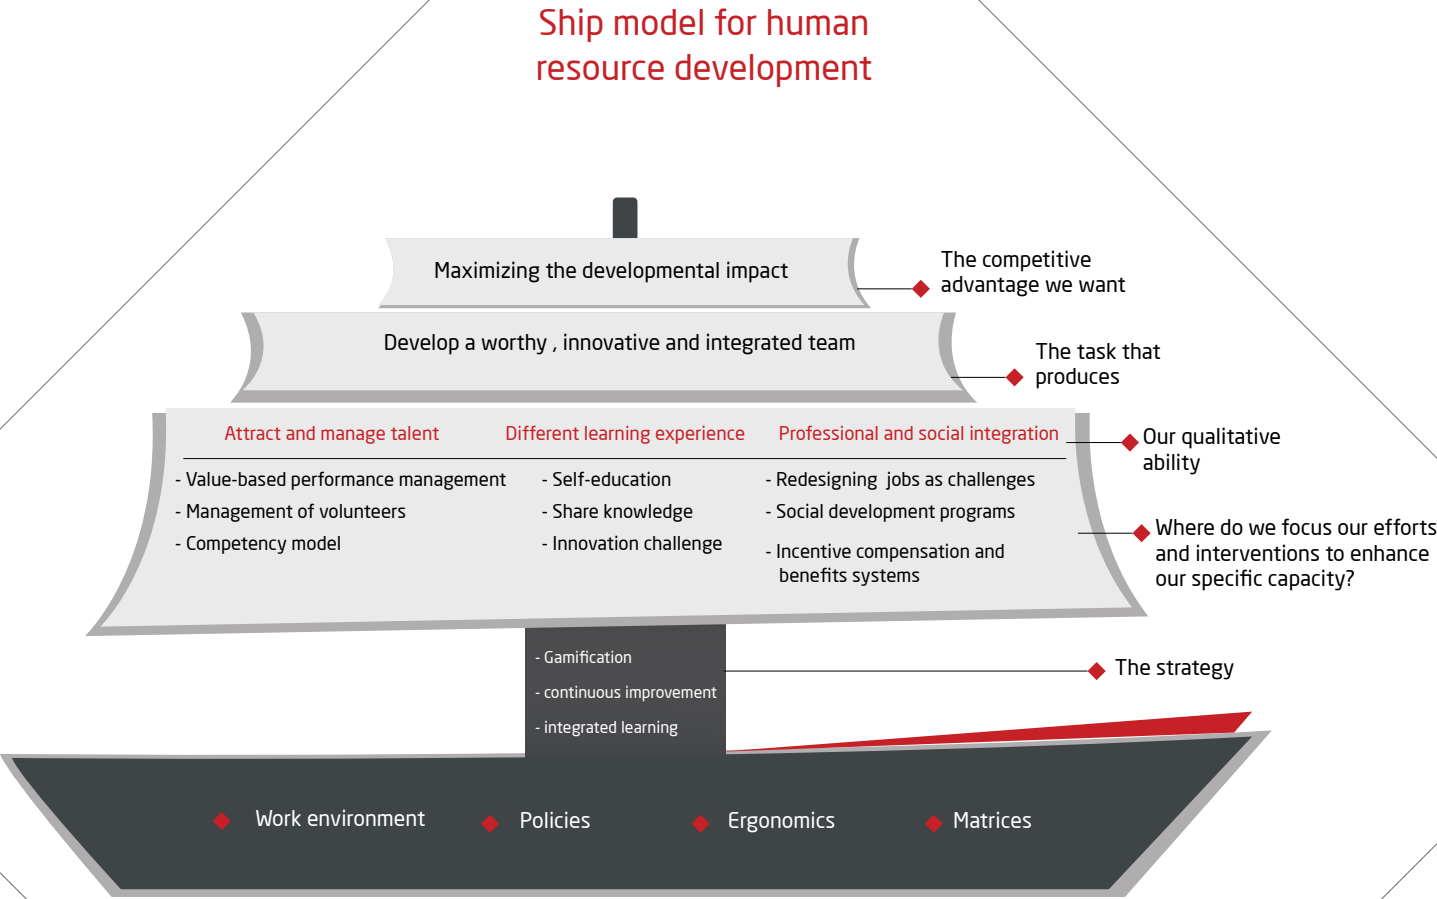 Ship model for human
resource development
Maximizing the developmental impact
The competitive
advantage we want
Develop a worthy , innovative and integrated team
The task that
produces
Attract and manage talent
- Value-based performance management
- Management of volunteers
- Competency model
Different learning experience
- Self-education
- Share knowledge
- Innovation challenge
Professional and social integration
- Redesigning jobs as challenges
- Social development programs
- Incentive compensation and
benefits systems
Our qualitative
ability
Where do we focus our efforts
and interventions to enhance
our specific capacity?
- Gamification
- continuous improvement
- integrated learning
The strategy
Work environment
Policies
Ergonomics
Matrices